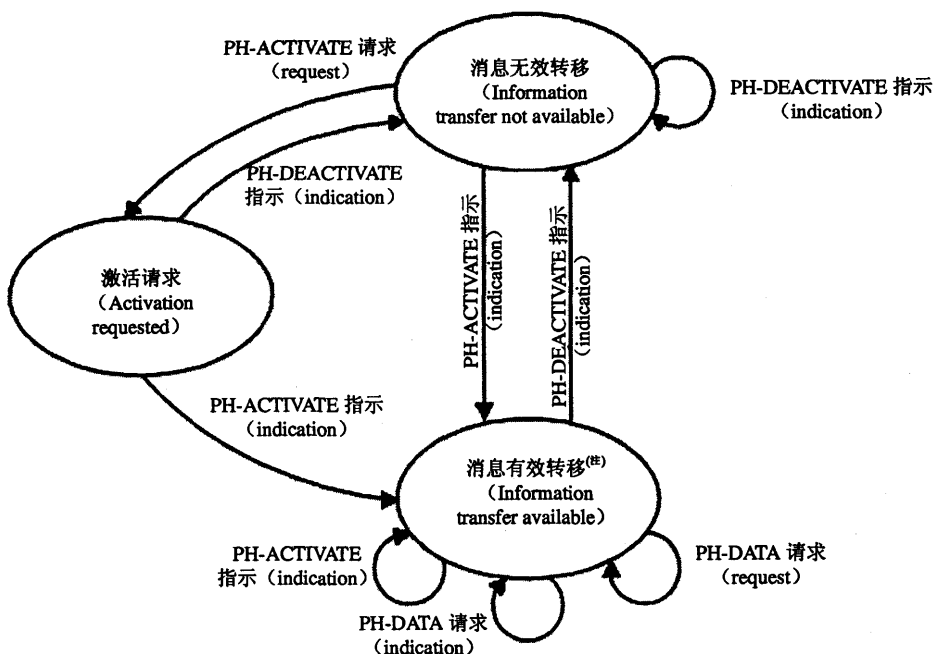 PH-ACTIVATE 请求
（request）
消息无效转移
（Information
transfer not available）
PH-DEACTIVATE 指示
（indication）
PH-DEACTIVATE
指示（indication）
激活请求
（Activation
requested）
PH-ACTIVATE 指示
（indication）
PH-DEACTIVATE 指示
（indication）
PH-ACTIVATE 指示
（indication）
消息有效转移(注)
（Information
transfer available）
PH-ACTIVATE
指示（indication）
PH-DATA 请求
（request）
PH-DATA 请求
（indication）